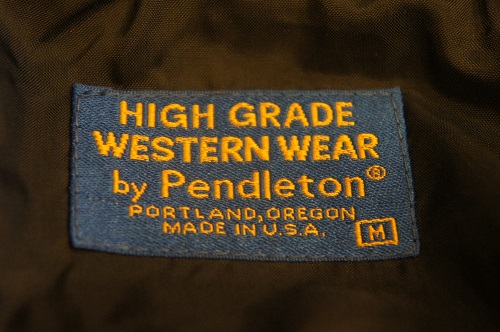 HIGH GRADE
WESTERN WEAR
by Pendleton®
PORTLAND, OREGON
MADE IN U.S.A.
M